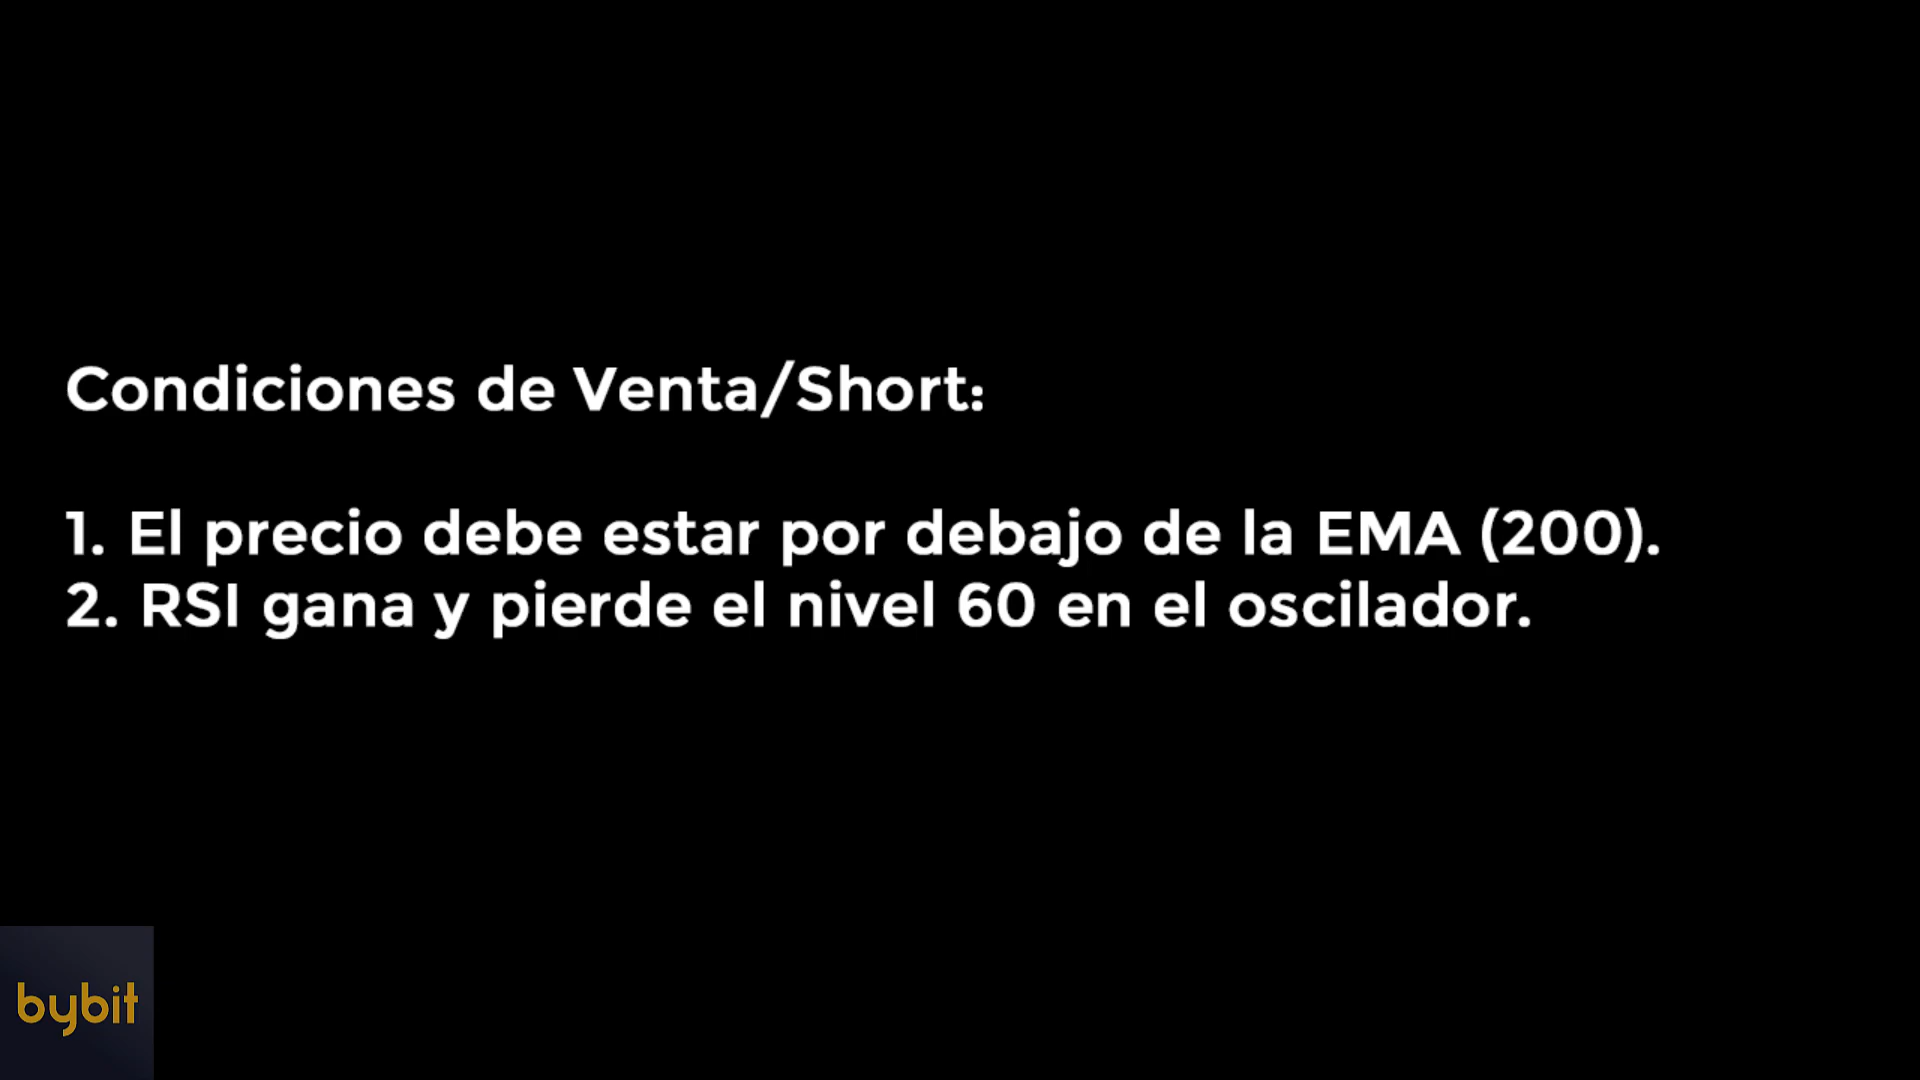 Condiciones de Venta/Short:
1. El precio debe estar por debajo de la EMA (200).
2. RSI gana y pierde el nivel 60 en el oscilador.
bybit